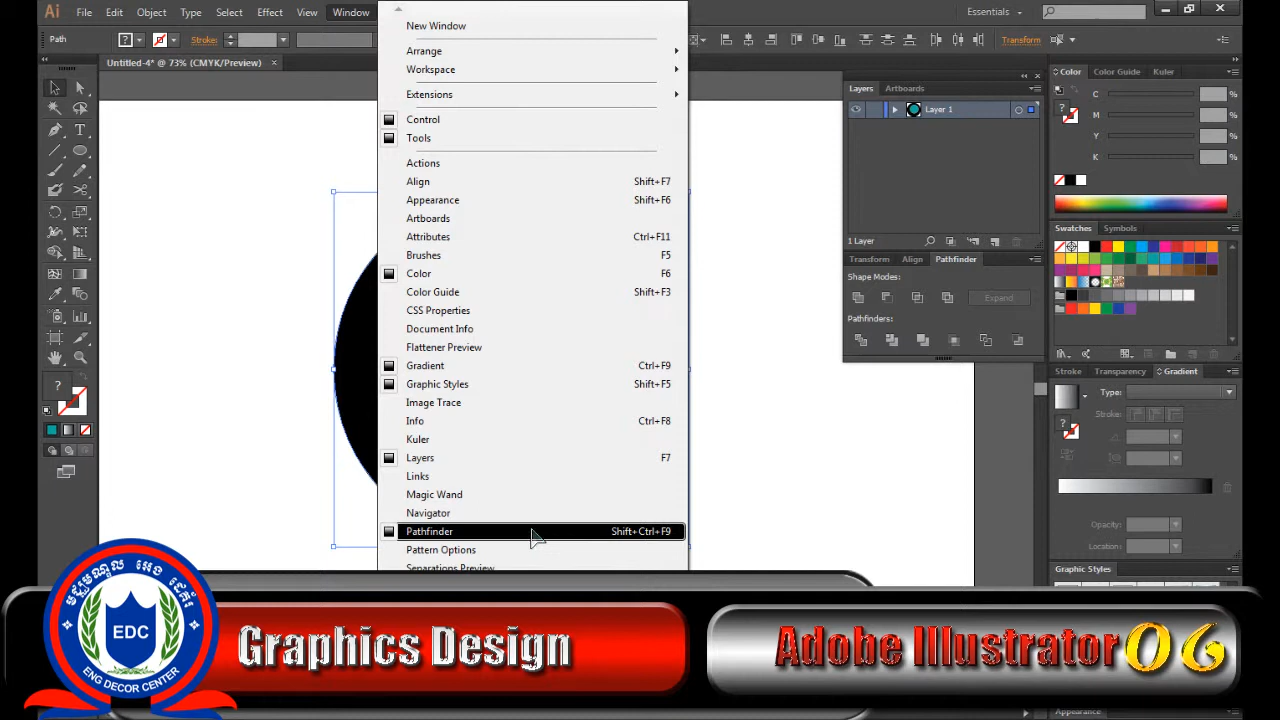 Ai File Edit Object Type Select Effect View Window Essentials
Path ? Stroke: Transform
Untitled-4* @ 73% (CMYK/Preview) ×
New Window
Arrange
Workspace
Extensions
Control
Tools
Actions
Align Shift+F7
Appearance Shift+F6
Artboards
Attributes Ctrl+F11
Brushes F5
Color F6
Color Guide Shift+F3
CSS Properties
Document Info
Flattener Preview
Gradient Ctrl+F9
Graphic Styles Shift+F5
Image Trace
Info Ctrl+F8
Kuler
Layers F7
Links
Magic Wand
Navigator
Pathfinder Shift+Ctrl+F9
Pattern Options
Separations Preview
Layers Artboards
Layer 1
1 Layer
Transform Align Pathfinder
Shape Modes:
Expand
Pathfinders:
Color Color Guide Kuler
? C %
M %
Y %
K %
Swatches Symbols
Stroke Transparency Gradient
Type:
Stroke:
?
Opacity:
Location:
Graphic Styles
Appearance
?
EDC
ENG DECOR CENTER
Graphics Design
Adobe Illustrator 06